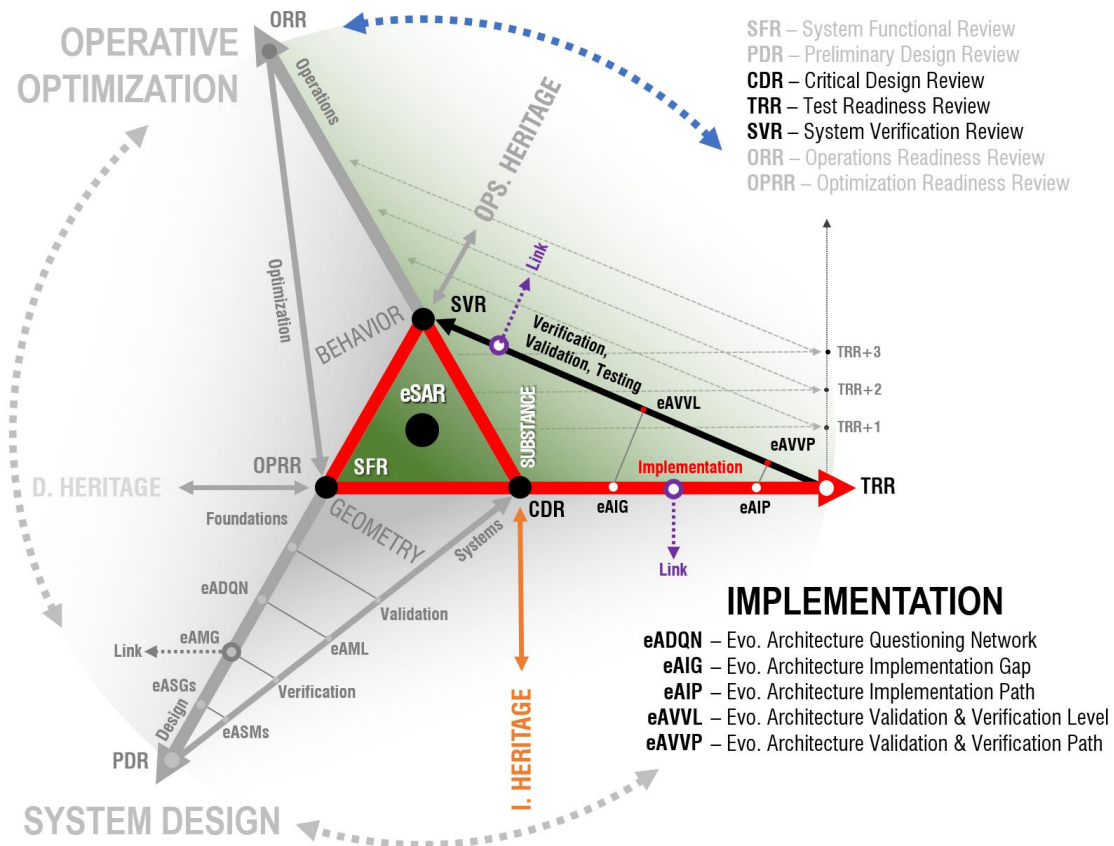 ORR
OPERATIVE
OPTIMIZATION
Operations
OPS. HERITAGE
SFR – System Functional Review
PDR – Preliminary Design Review
CDR – Critical Design Review
TRR – Test Readiness Review
SVR – System Verification Review
ORR – Operations Readiness Review
OPRR – Optimization Readiness Review
Optimization
BEHAVIOR
SVR
Link
Verification,
Validation, Testing
TRR+3
TRR+2
TRR+1
eSAR
SUBSTANCE
eAVVL
eAVVP
OPRR
SFR
Implementation
D. HERITAGE
TRR
CDR
eAIG
eAIP
Foundations
GEOMETRY
Systems
Link
eADQN
Validation
eAMG
Link
eAML
eASGs
Verification
Design
eASMs
PDR
SYSTEM DESIGN
I. HERITAGE
IMPLEMENTATION
eADQN – Evo. Architecture Questioning Network
eAIG – Evo. Architecture Implementation Gap
eAIP – Evo. Architecture Implementation Path
eAVVL – Evo. Architecture Validation & Verification Level
eAVVP – Evo. Architecture Validation & Verification Path